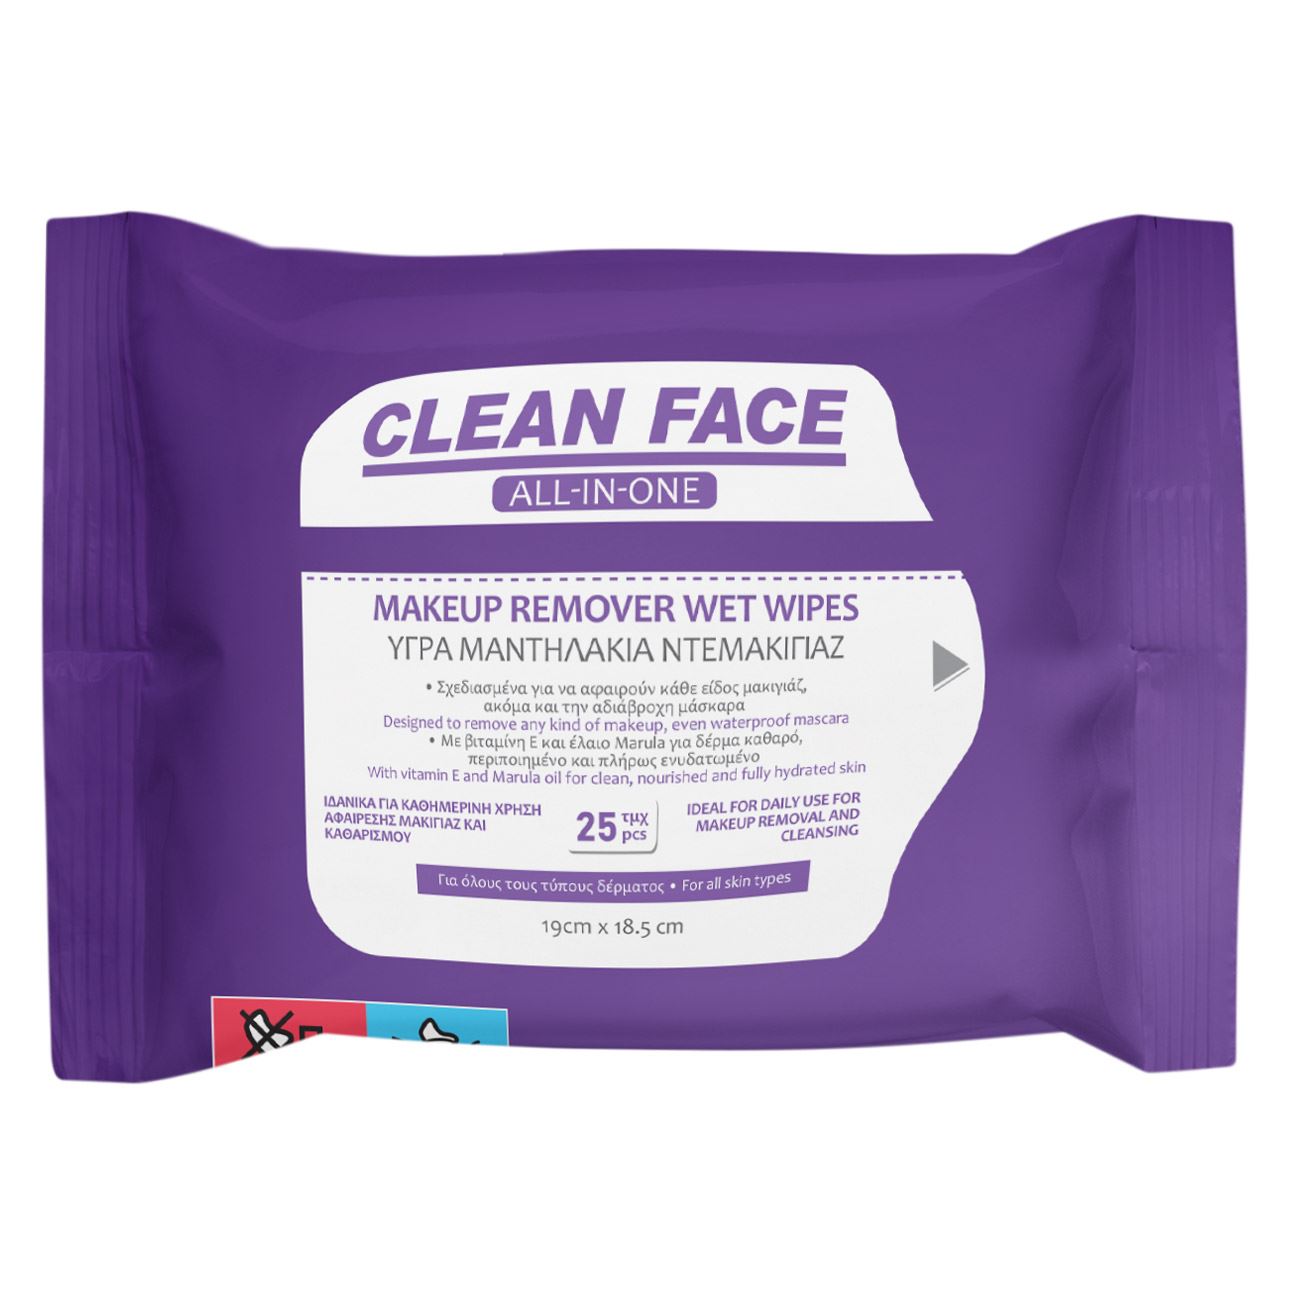 CLEAN FACE
ALL-IN-ONE
MAKEUP REMOVER WET WIPES
ΥΓΡΑ ΜΑΝΤΗΛΑΚΙΑ ΝΤΕΜΑΚΙΓΙΑΖ
• Σχεδιασμένα για να αφαιρούν κάθε είδος μακιγιάζ,
ακόμα και την αδιάβροχη μάσκαρα
Designed to remove any kind of makeup, even waterproof mascara
• Με βιταμίνη Ε και έλαιο Marula για δέρμα καθαρό,
περιποιημένο και πλήρως ενυδατωμένο
With vitamin E and Marula oil for clean, nourished and fully hydrated skin
ΙΔΑΝΙΚΑ ΓΙΑ ΚΑΘΗΜΕΡΙΝΗ ΧΡΗΣΗ
ΑΦΑΙΡΕΣΗΣ ΜΑΚΙΓΙΑΖ ΚΑΙ
ΚΑΘΑΡΙΣΜΟΥ
25 τμχ
pcs
IDEAL FOR DAILY USE FOR
MAKEUP REMOVAL AND
CLEANSING
Για όλους τους τύπους δέρματος • For all skin types
19cm x 18.5 cm